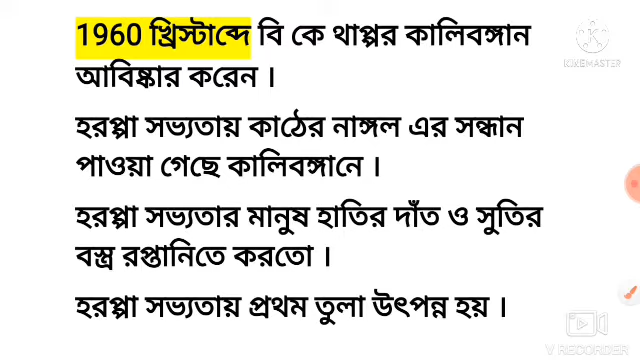 1960 খ্রিস্টাব্দে বি কে থাপ্পর কালিবঙ্গান
আবিষ্কার করেন ।
হরপ্পা সভ্যতায় কাঠের নাঙ্গল এর সন্ধান
পাওয়া গেছে কালিবঙ্গানে ।
হরপ্পা সভ্যতার মানুষ হাতির দাঁত ও সুতির
বস্ত্র রপ্তানিতে করতো ।
হরপ্পা সভ্যতায় প্রথম তুলা উৎপন্ন হয় ।
KINEMASTER
V RECORDER